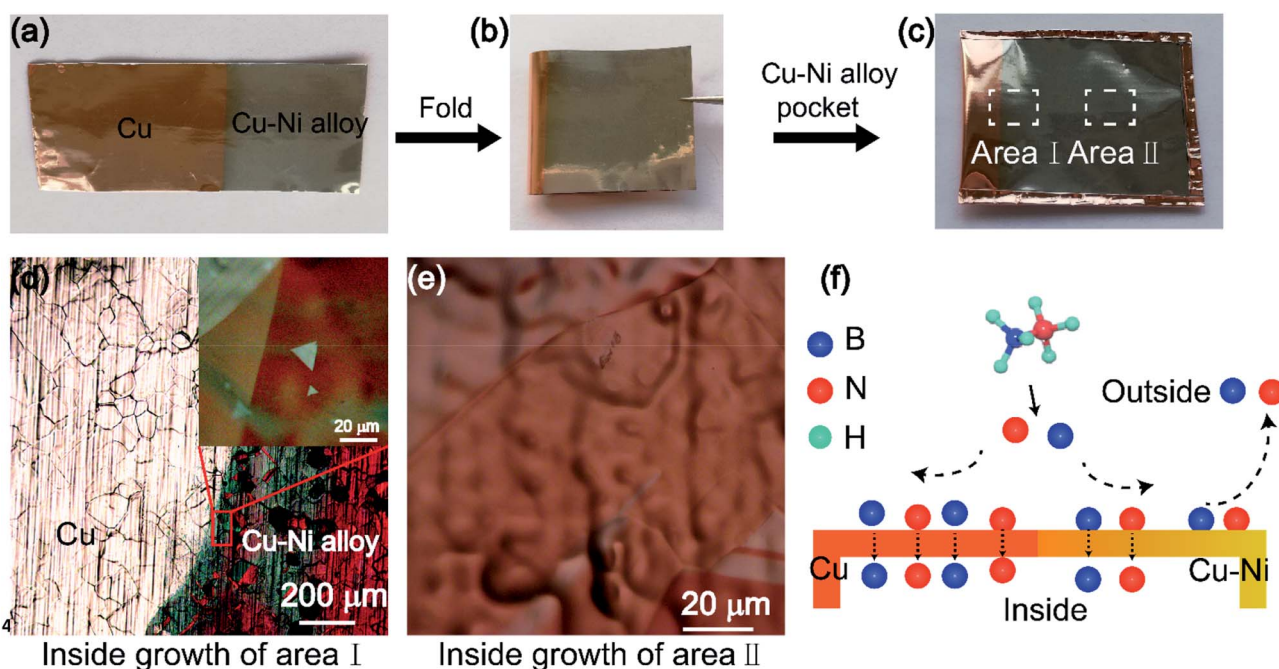 (a)
Cu
Cu-Ni alloy
Fold
(b)
Cu-Ni alloy
pocket
(c)
Area Ⅰ
Area Ⅱ
(d)
20 μm
Cu
Cu-Ni alloy
200 μm
4
Inside growth of area Ⅰ
(e)
20 μm
Inside growth of area Ⅱ
(f)
B
N
H
Outside
Cu
Cu-Ni
Inside